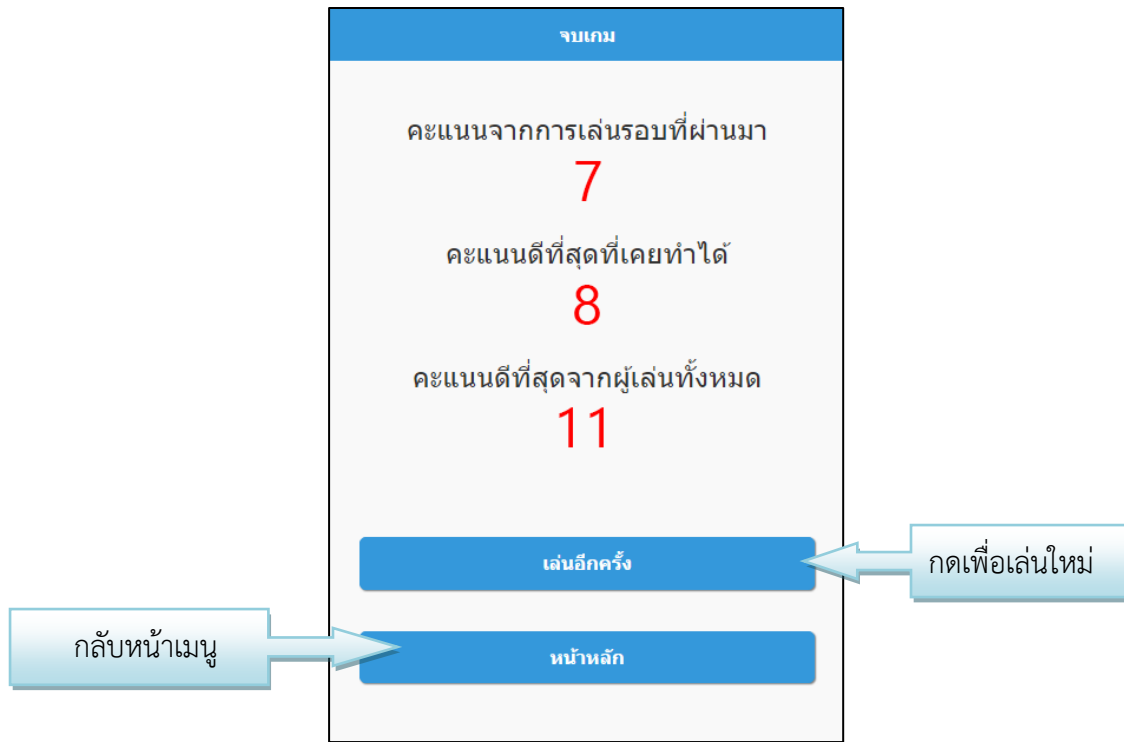 จบเกม
คะแนนจากการเล่นรอบที่ผ่านมา
7
คะแนนดีที่สุดที่เคยทำได้
8
คะแนนดีที่สุดจากผู้เล่นทั้งหมด
11
เล่นอีกครั้ง
กดเพื่อเล่นใหม่
กลับหน้าเมนู
หน้าหลัก